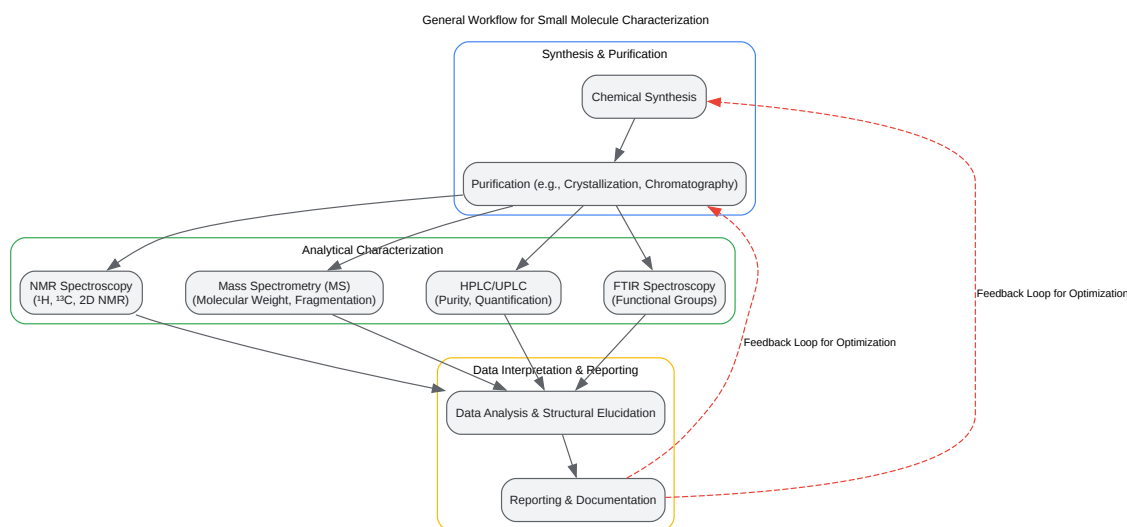 General Workflow for Small Molecule Characterization
Synthesis & Purification
Chemical Synthesis
Purification (e.g., Crystallization, Chromatography)
Analytical Characterization
NMR Spectroscopy
(¹H, ¹³C, 2D NMR)
Mass Spectrometry (MS)
(Molecular Weight, Fragmentation)
HPLC/UPLC
(Purity, Quantification)
FTIR Spectroscopy
(Functional Groups)
Feedback Loop for Optimization
Feedback Loop for Optimization
Data Interpretation & Reporting
Data Analysis & Structural Elucidation
Reporting & Documentation